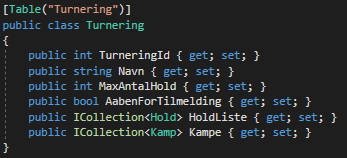 [Table("Turnering")]
public class Turnering
{
    public int TurneringId { get; set; }
    public string Navn { get; set; }
    public int MaxAntalHold { get; set; }
    public bool AabenForTilmelding { get; set; }
    public ICollection<Hold> HoldListe { get; set; }
    public ICollection<Kamp> Kampe { get; set; }
}